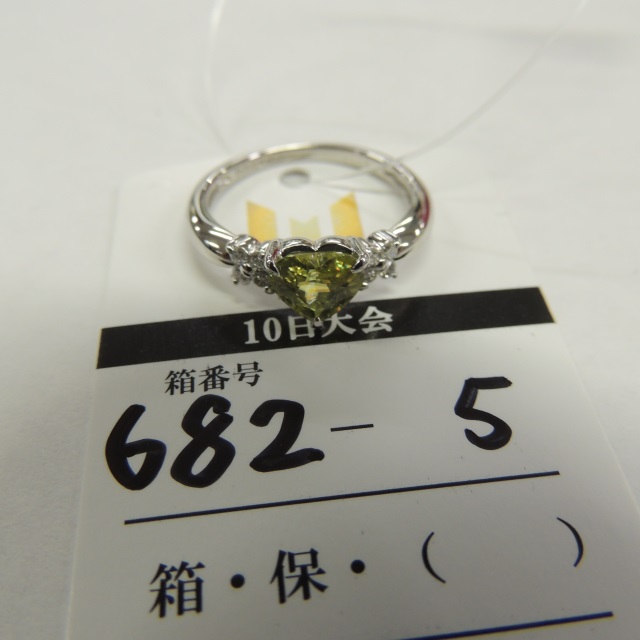 10日大会
箱番号
682 - 5
箱・保・（　　）